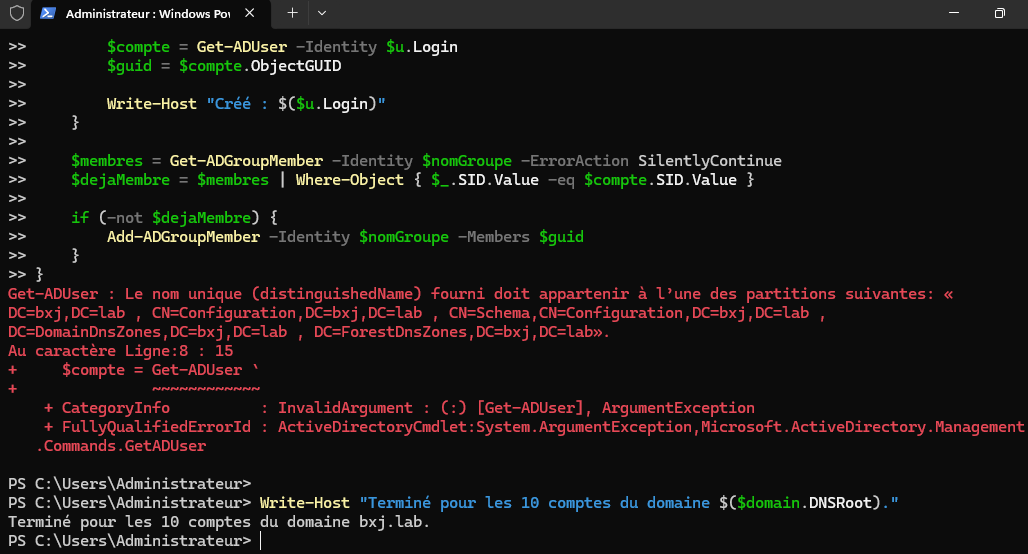 Administrateur : Windows Pov
>>         $compte = Get-ADUser -Identity $u.Login
>>         $guid = $compte.ObjectGUID
>>
>>         Write-Host "Créé : $($u.Login)"
>>     }
>>
>>     $membres = Get-ADGroupMember -Identity $nomGroupe -ErrorAction SilentlyContinue
>>     $dejaMembre = $membres | Where-Object { $_.SID.Value -eq $compte.SID.Value }
>>
>>     if (-not $dejaMembre) {
>>         Add-ADGroupMember -Identity $nomGroupe -Members $guid
>>     }
>> }
Get-ADUser : Le nom unique (distinguishedName) fourni doit appartenir à l’une des partitions suivantes: «
DC=bxj,DC=lab , CN=Configuration,DC=bxj,DC=lab , CN=Schema,CN=Configuration,DC=bxj,DC=lab ,
DC=DomainDnsZones,DC=bxj,DC=lab , DC=ForestDnsZones,DC=bxj,DC=lab».
Au caractère Ligne:8 : 15
+     $compte = Get-ADUser `
+               ~~~~~~~~~~~~
    + CategoryInfo          : InvalidArgument : (:) [Get-ADUser], ArgumentException
    + FullyQualifiedErrorId : ActiveDirectoryCmdlet:System.ArgumentException,Microsoft.ActiveDirectory.Management
   .Commands.GetADUser
PS C:\Users\Administrateur>
PS C:\Users\Administrateur> Write-Host "Terminé pour les 10 comptes du domaine $($domain.DNSRoot)."
Terminé pour les 10 comptes du domaine bxj.lab.
PS C:\Users\Administrateur>